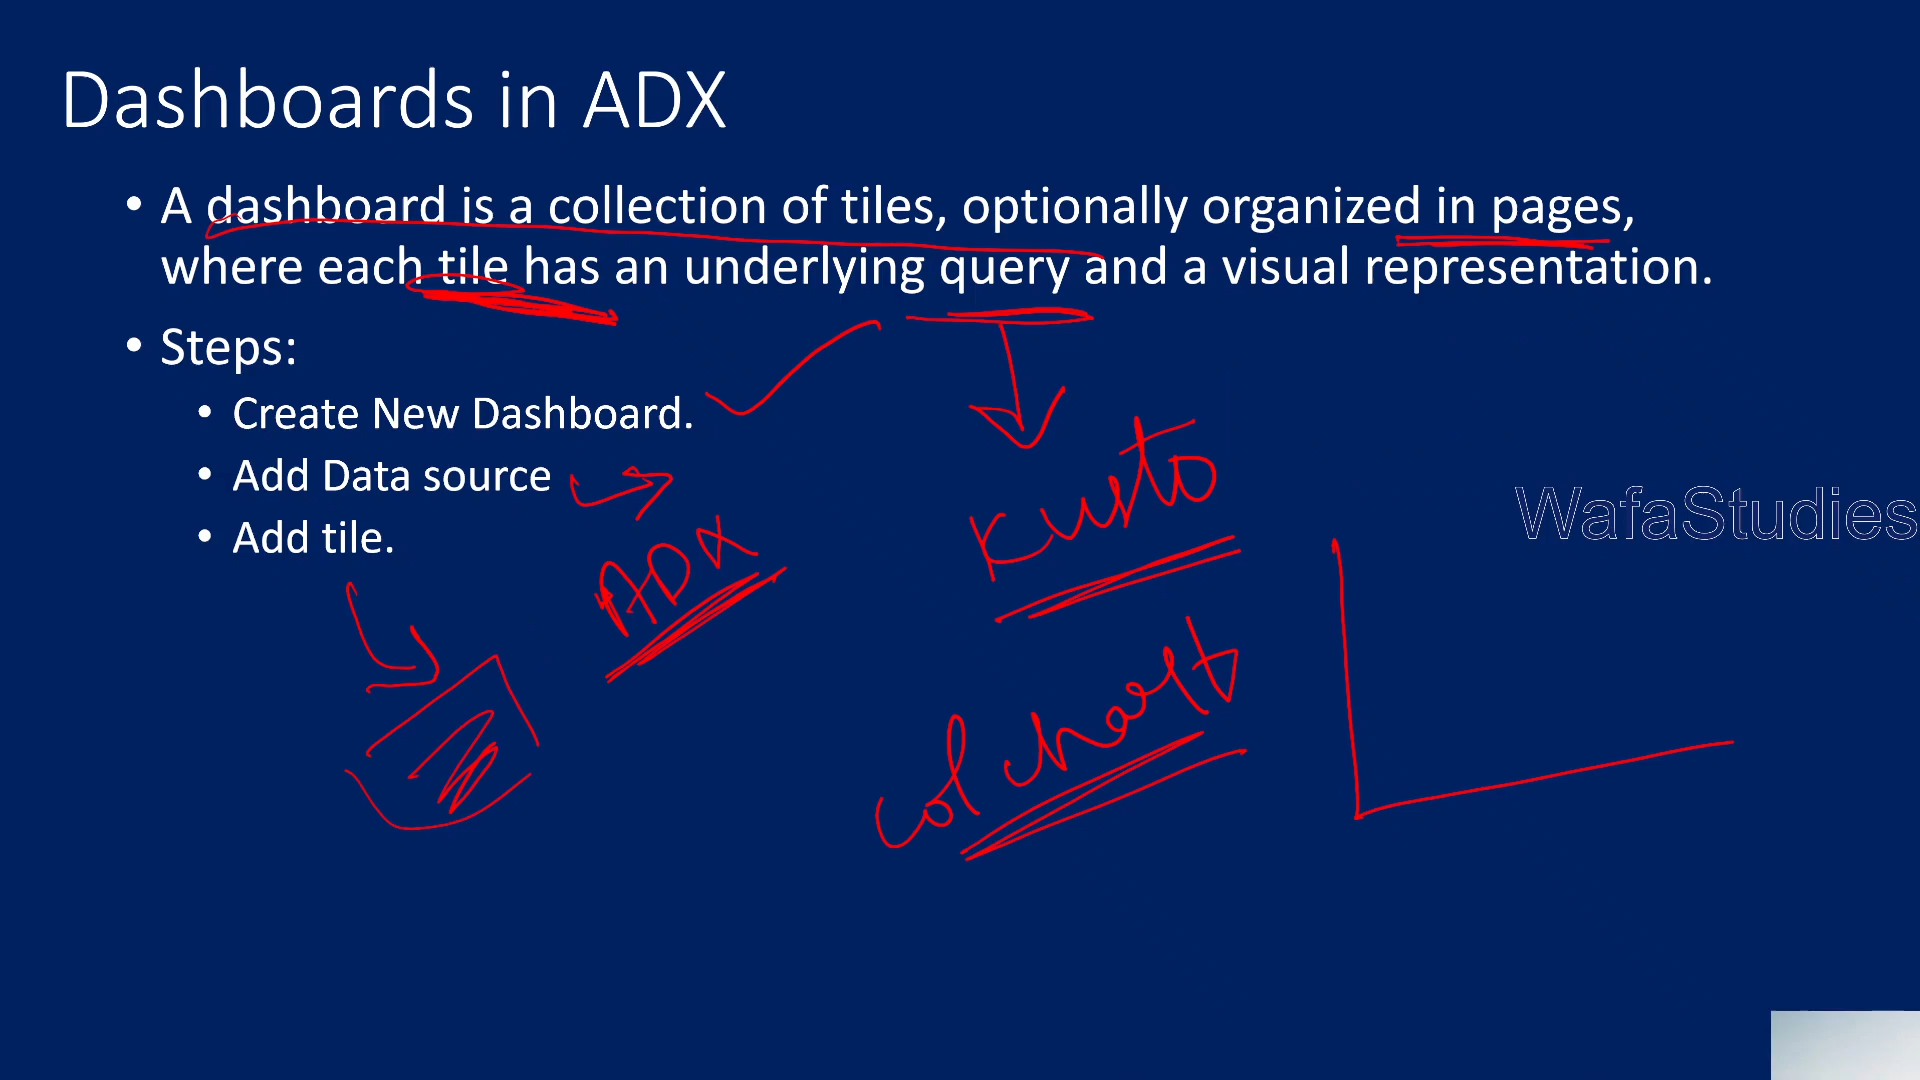 Dashboards in ADX
• A dashboard is a collection of tiles, optionally organized in pages,
where each tile has an underlying query and a visual representation.
• Steps:
• Create New Dashboard.
• Add Data source
• Add tile.
Kusto
WafaStudies
ADX
col chart